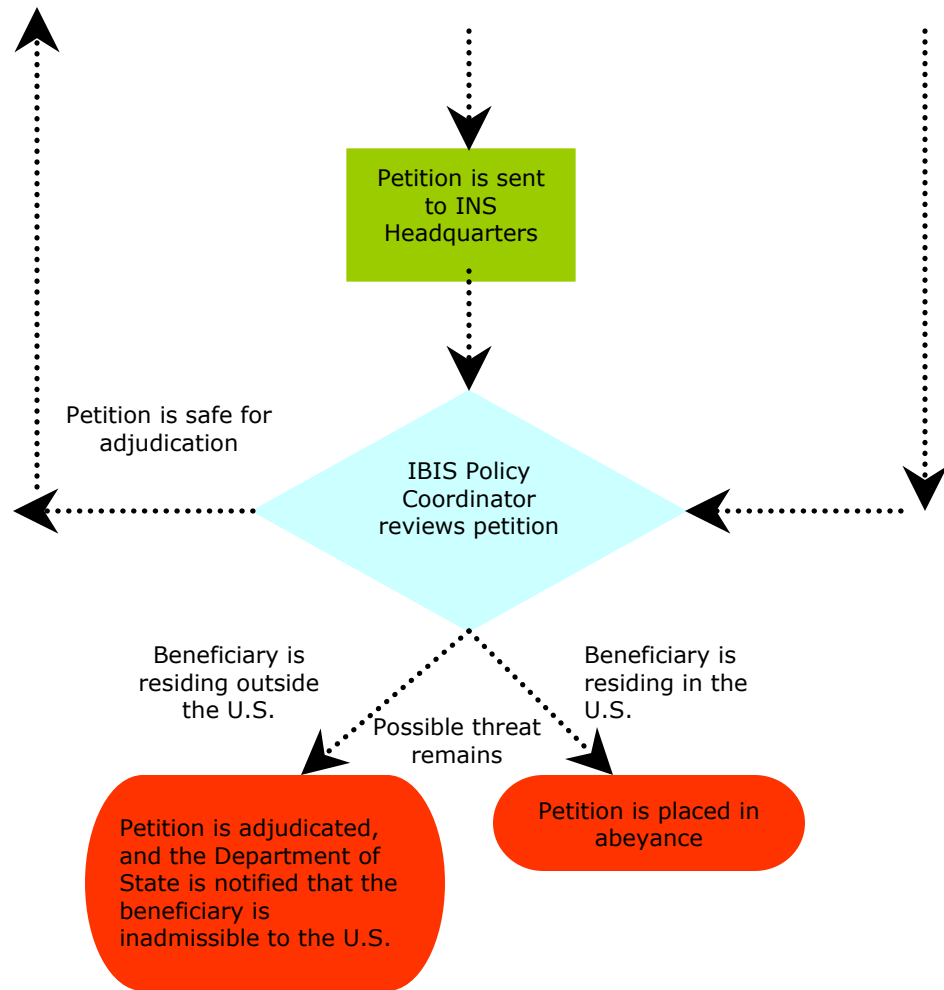 Petition is sent
to INS
Headquarters
Petition is safe for
adjudication
IBIS Policy
Coordinator
reviews petition
Beneficiary is
residing outside
the U.S.
Beneficiary is
residing in the
U.S.
Possible threat
remains
Petition is adjudicated,
and the Department of
State is notified that the
beneficiary is
inadmissible to the U.S.
Petition is placed in
abeyance